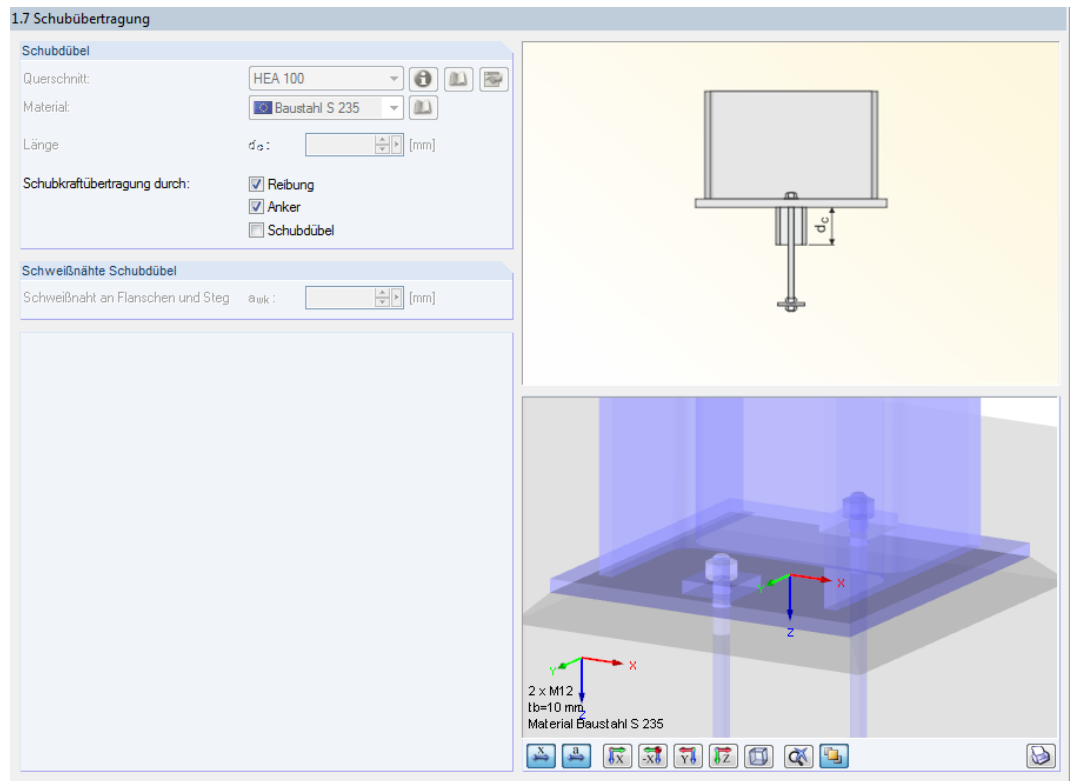 1.7 Schubübertragung
Schubdübel
Querschnitt: HEA 100
Material: Baustahl S 235
Länge dc: [mm]
Schubkraftübertragung durch: Reibung
Anker
Schubdübel
Schweißnähte Schubdübel
Schweißnaht an Flanschen und Steg awk: [mm]
dc
Y X
Z
Y X
Z
2 x M12
tb=10 mm,
Material Baustahl S 235
x a X -X Y Z